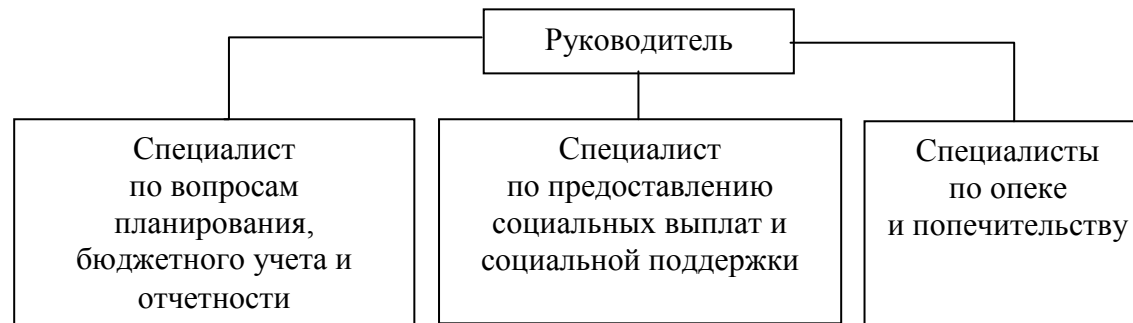 Руководитель
Специалист
по вопросам
планирования,
бюджетного учета и
отчетности
Специалист
по предоставлению
социальных выплат и
социальной поддержки
Специалисты
по опеке
и попечительству